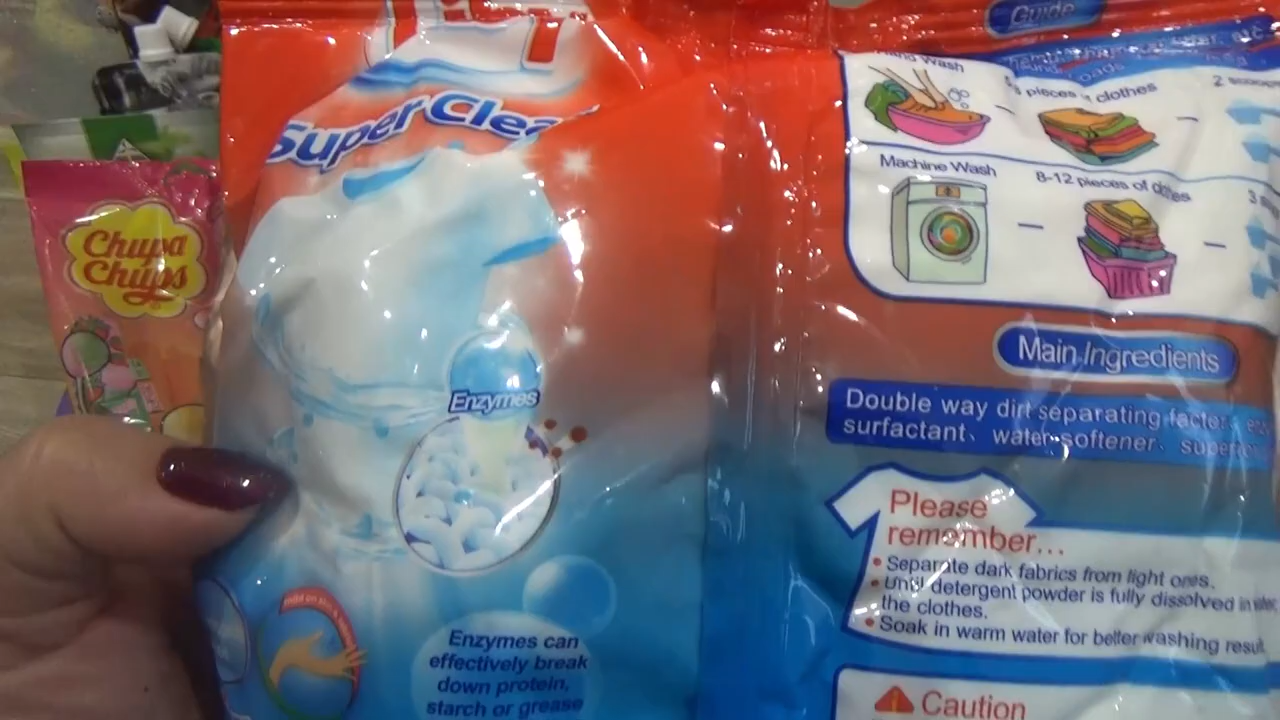 Super Clea
Chupa
Chups
Enzymes
Enzymes can
effectively break
down protein,
starch or grease
Guide
Wash
pieces clothes
2
Machine Wash
8-12 pieces of clothes
3
Main Ingredients
Double way dirt separating factor
surfactant、 water softener、
Please
remember...
• Separate dark fabrics from light ones.
• Until detergent powder is fully dissolved in
the clothes.
• Soak in warm water for better washing result
Caution